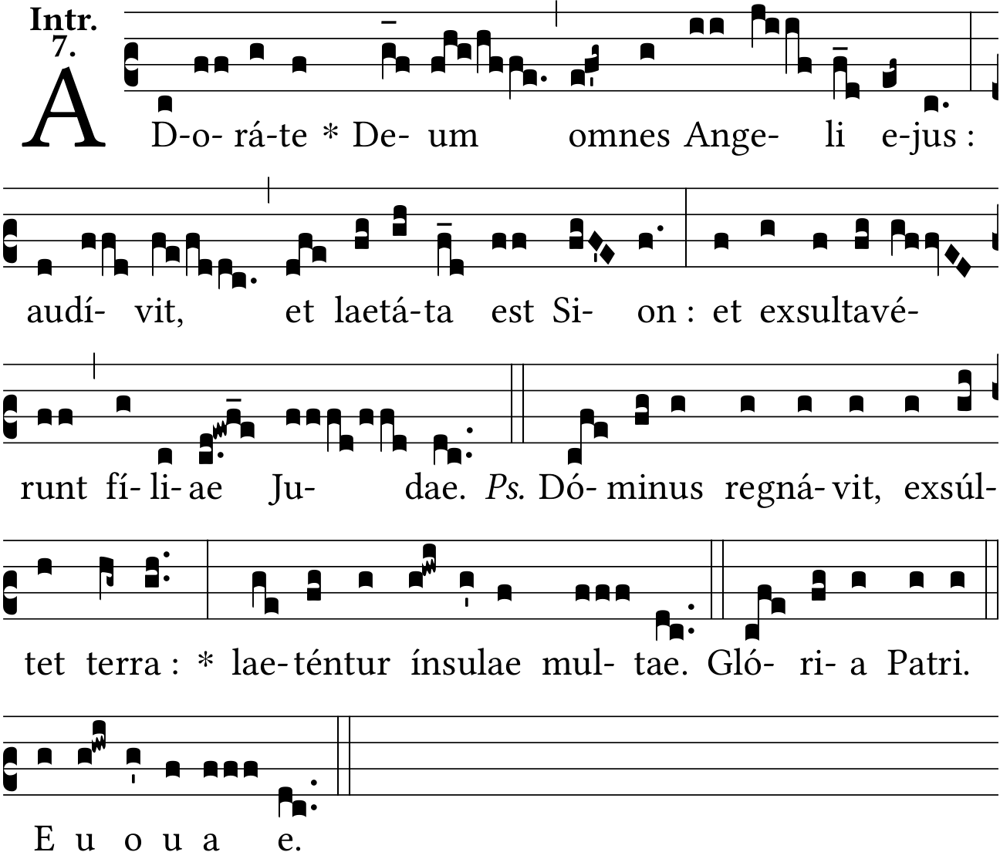 Intr.
7.
AD-o- rá-te * De- um omnes Ange- li e-jus :
audí- vit, et laetá-ta est Si- on : et exsultavé-
runt fí- li- ae Ju- dae. Ps. Dó- minus regná- vit, exsúl-
tet terra : * lae-téntur ínsulae mul- tae. Gló- ri- a Patri.
E u o u a e.